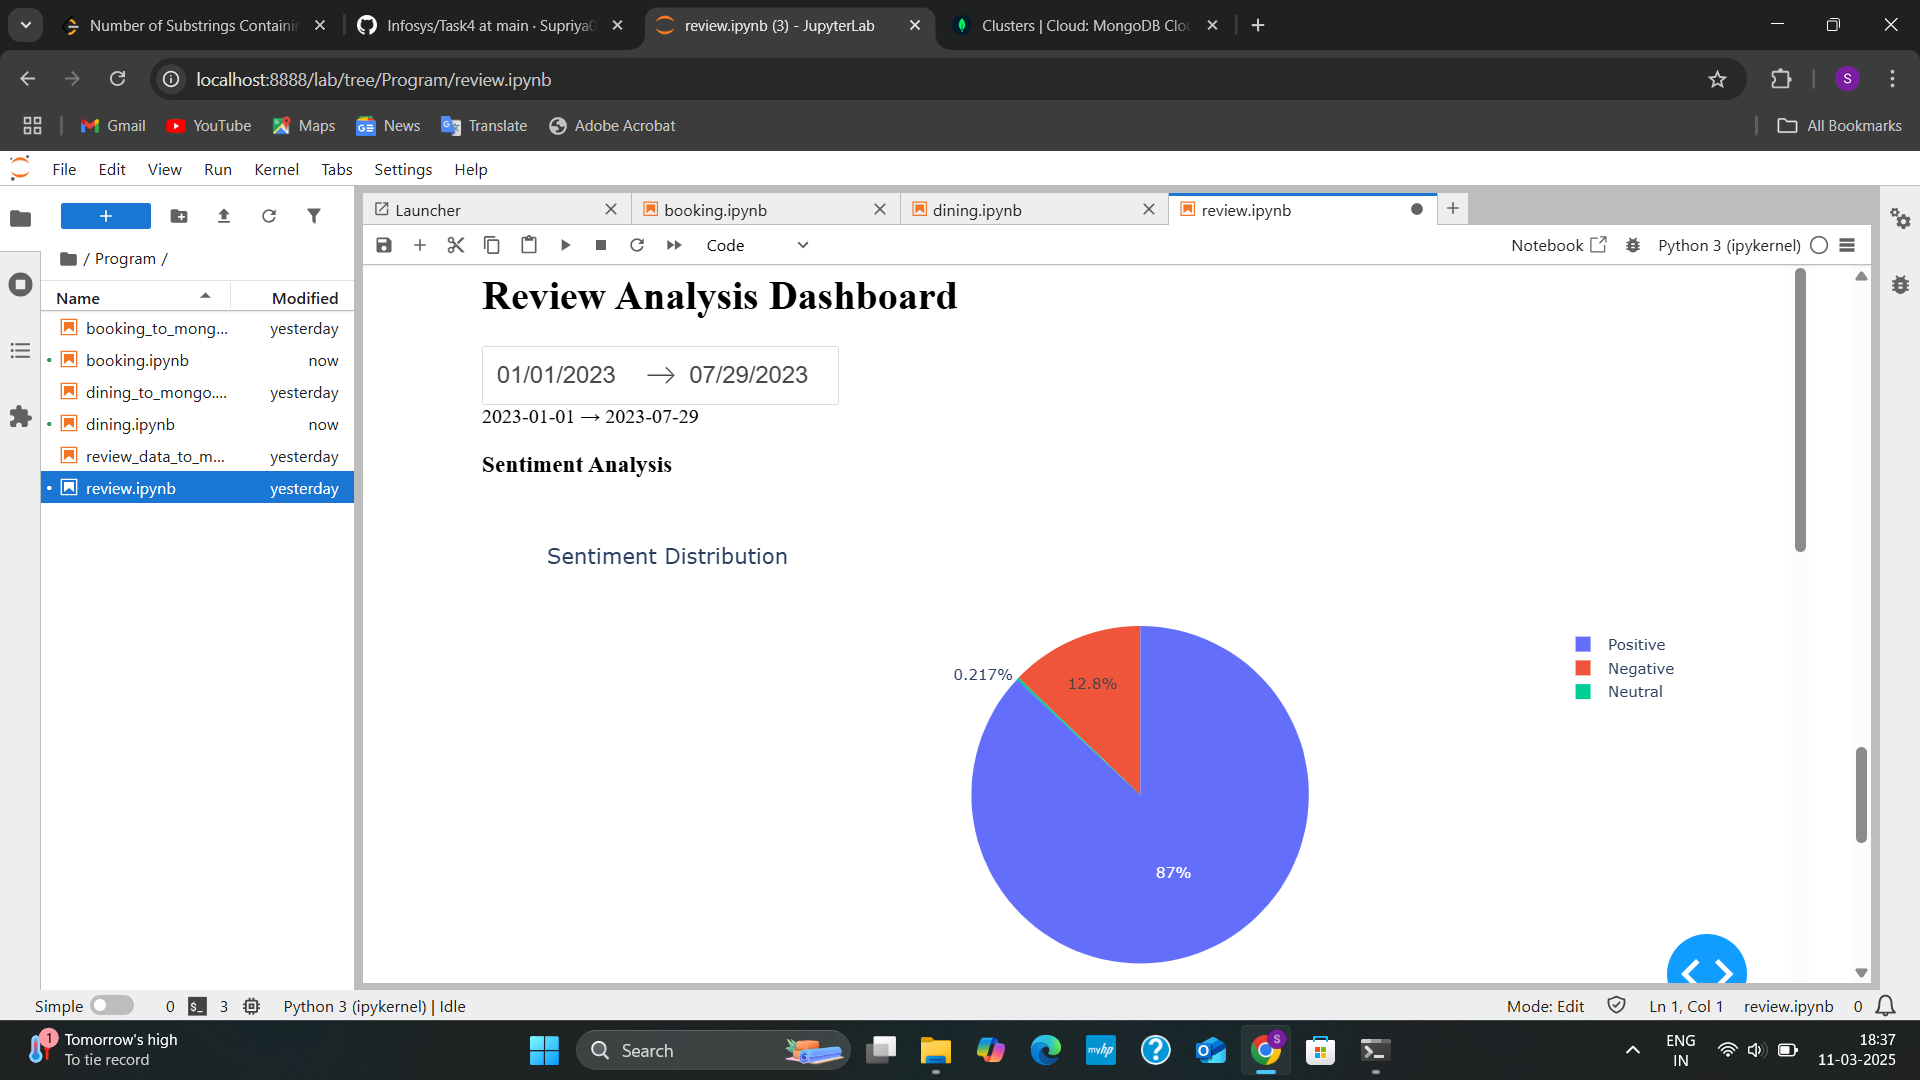 Number of Substrings Containin
Infosys/Task4 at main · Supriya0
review.ipynb (3) - JupyterLab
Clusters | Cloud: MongoDB Clou
localhost:8888/lab/tree/Program/review.ipynb
S
Gmail
YouTube
Maps
News
Translate
Adobe Acrobat
All Bookmarks
File
Edit
View
Run
Kernel
Tabs
Settings
Help
Launcher
booking.ipynb
dining.ipynb
review.ipynb
Code
Notebook
Python 3 (ipykernel)
/ Program /
Name
Modified
booking_to_mong... yesterday
booking.ipynb now
dining_to_mongo.... yesterday
dining.ipynb now
review_data_to_m... yesterday
review.ipynb yesterday
Review Analysis Dashboard
01/01/2023 → 07/29/2023
2023-01-01 → 2023-07-29
Sentiment Analysis
Sentiment Distribution
0.217%
12.8%
87%
Positive
Negative
Neutral
Simple
0
3
Python 3 (ipykernel) | Idle
Mode: Edit
Ln 1, Col 1
review.ipynb
0
1
Tomorrow's high
To tie record
Search
myhp
S
ENG
IN
18:37
11-03-2025